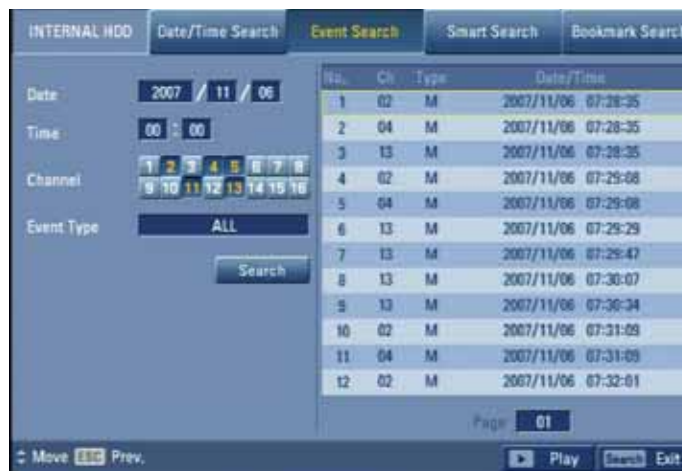 INTERNAL HDD Date/Time Search Event Search Smart Search Bookmark Searc
Date 2007 / 11 / 06
Time 00 : 00
Channel 1 2 3 4 5 6 7 8
9 10 11 12 13 14 15 16
Event Type ALL
Search
No. Ch Type Date/Time
1 02 M 2007/11/06 07:28:35
2 04 M 2007/11/06 07:28:35
3 13 M 2007/11/06 07:28:35
4 02 M 2007/11/06 07:29:08
5 04 M 2007/11/06 07:29:08
6 13 M 2007/11/06 07:29:29
7 13 M 2007/11/06 07:29:47
8 13 M 2007/11/06 07:30:07
9 13 M 2007/11/06 07:30:34
10 02 M 2007/11/06 07:31:09
11 04 M 2007/11/06 07:31:09
12 02 M 2007/11/06 07:32:01
Page 01
Move ESC Prev. Play Search Exit